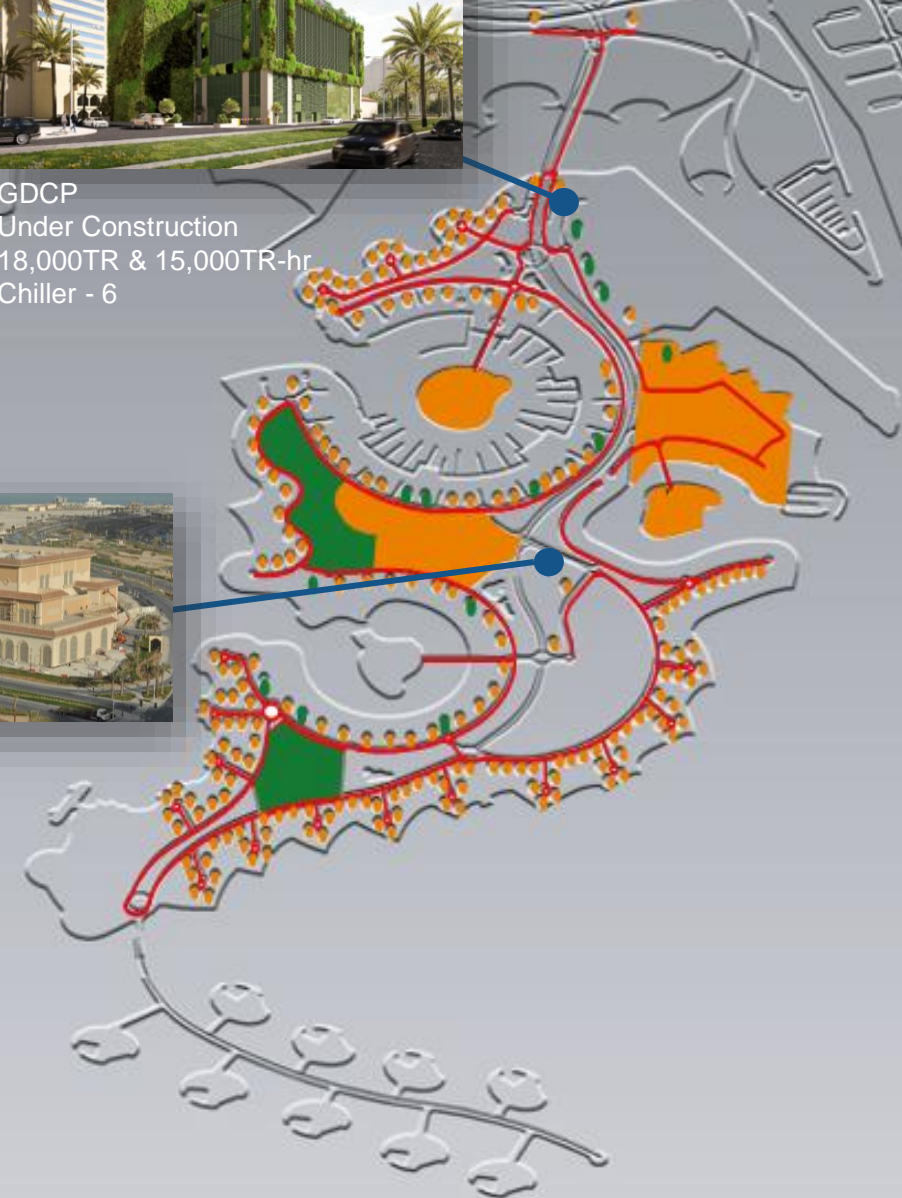 GDCP
Under Construction
18,000TR & 15,000TR-hr
Chiller - 6